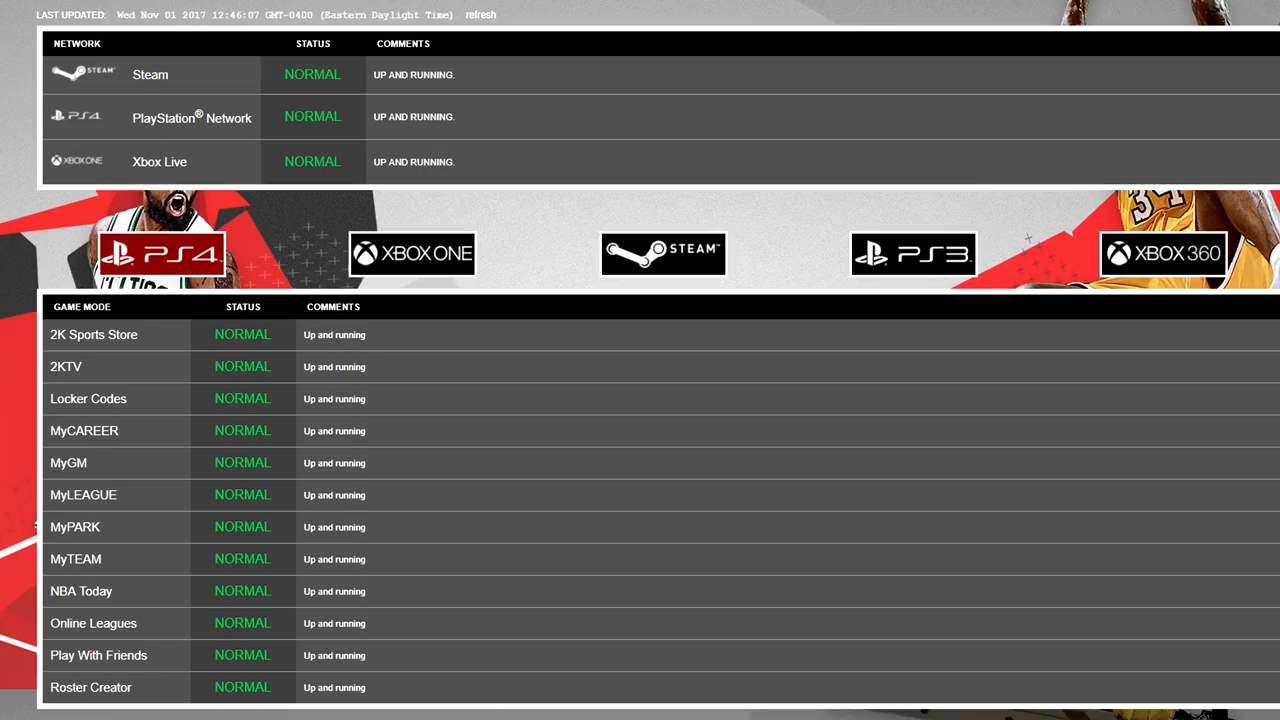 LAST UPDATED: Wed Nov 01 2017 12:46:07 GMT-0400 (Eastern Daylight Time) refresh
NETWORK STATUS COMMENTS
STEAM Steam NORMAL UP AND RUNNING.
PS4 PlayStation® Network NORMAL UP AND RUNNING.
XBOX ONE Xbox Live NORMAL UP AND RUNNING.
34
PS4 XBOX ONE STEAM PS3 XBOX 360
GAME MODE STATUS COMMENTS
2K Sports Store NORMAL Up and running
2KTV NORMAL Up and running
Locker Codes NORMAL Up and running
MyCAREER NORMAL Up and running
MyGM NORMAL Up and running
MyLEAGUE NORMAL Up and running
MyPARK NORMAL Up and running
MyTEAM NORMAL Up and running
NBA Today NORMAL Up and running
Online Leagues NORMAL Up and running
Play With Friends NORMAL Up and running
Roster Creator NORMAL Up and running